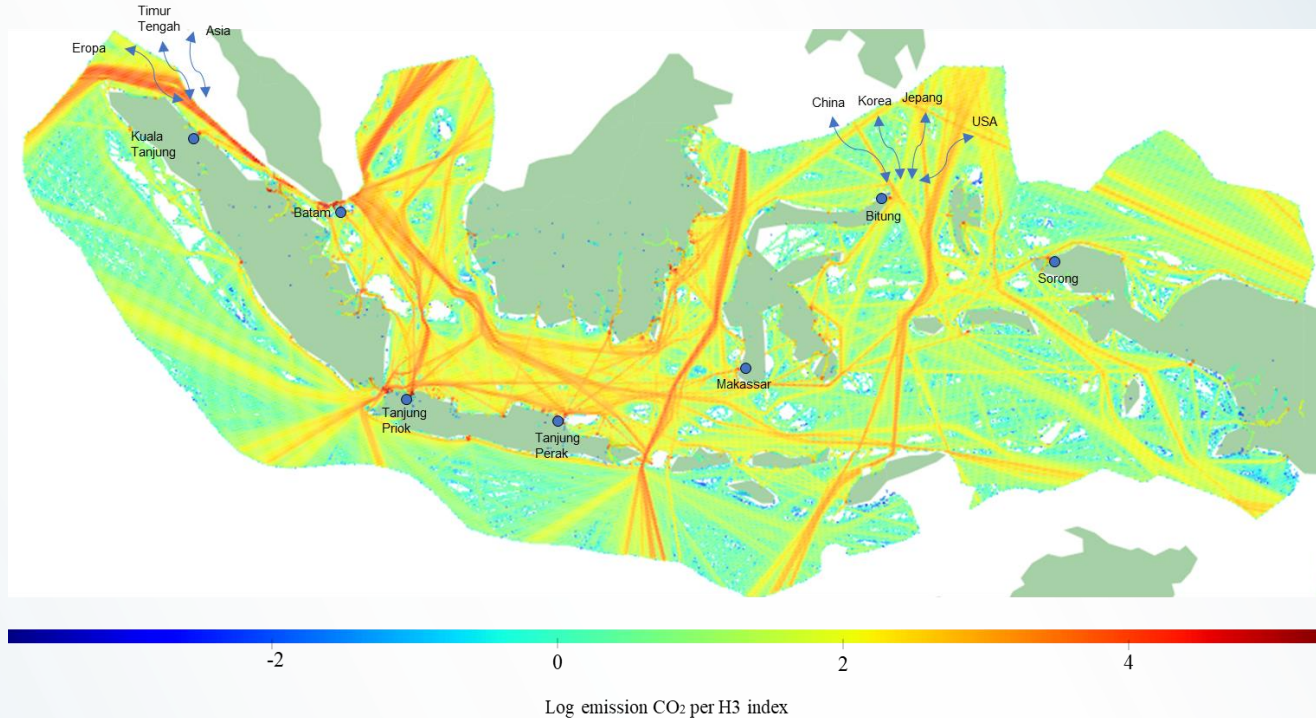 Timur
Tengah
Asia
Eropa
Kuala
Tanjung
Batam
China
Korea
Jepang
USA
Bitung
Sorong
Makassar
Tanjung
Priok
Tanjung
Perak
-2
0
2
4
Log emission CO₂ per H3 index